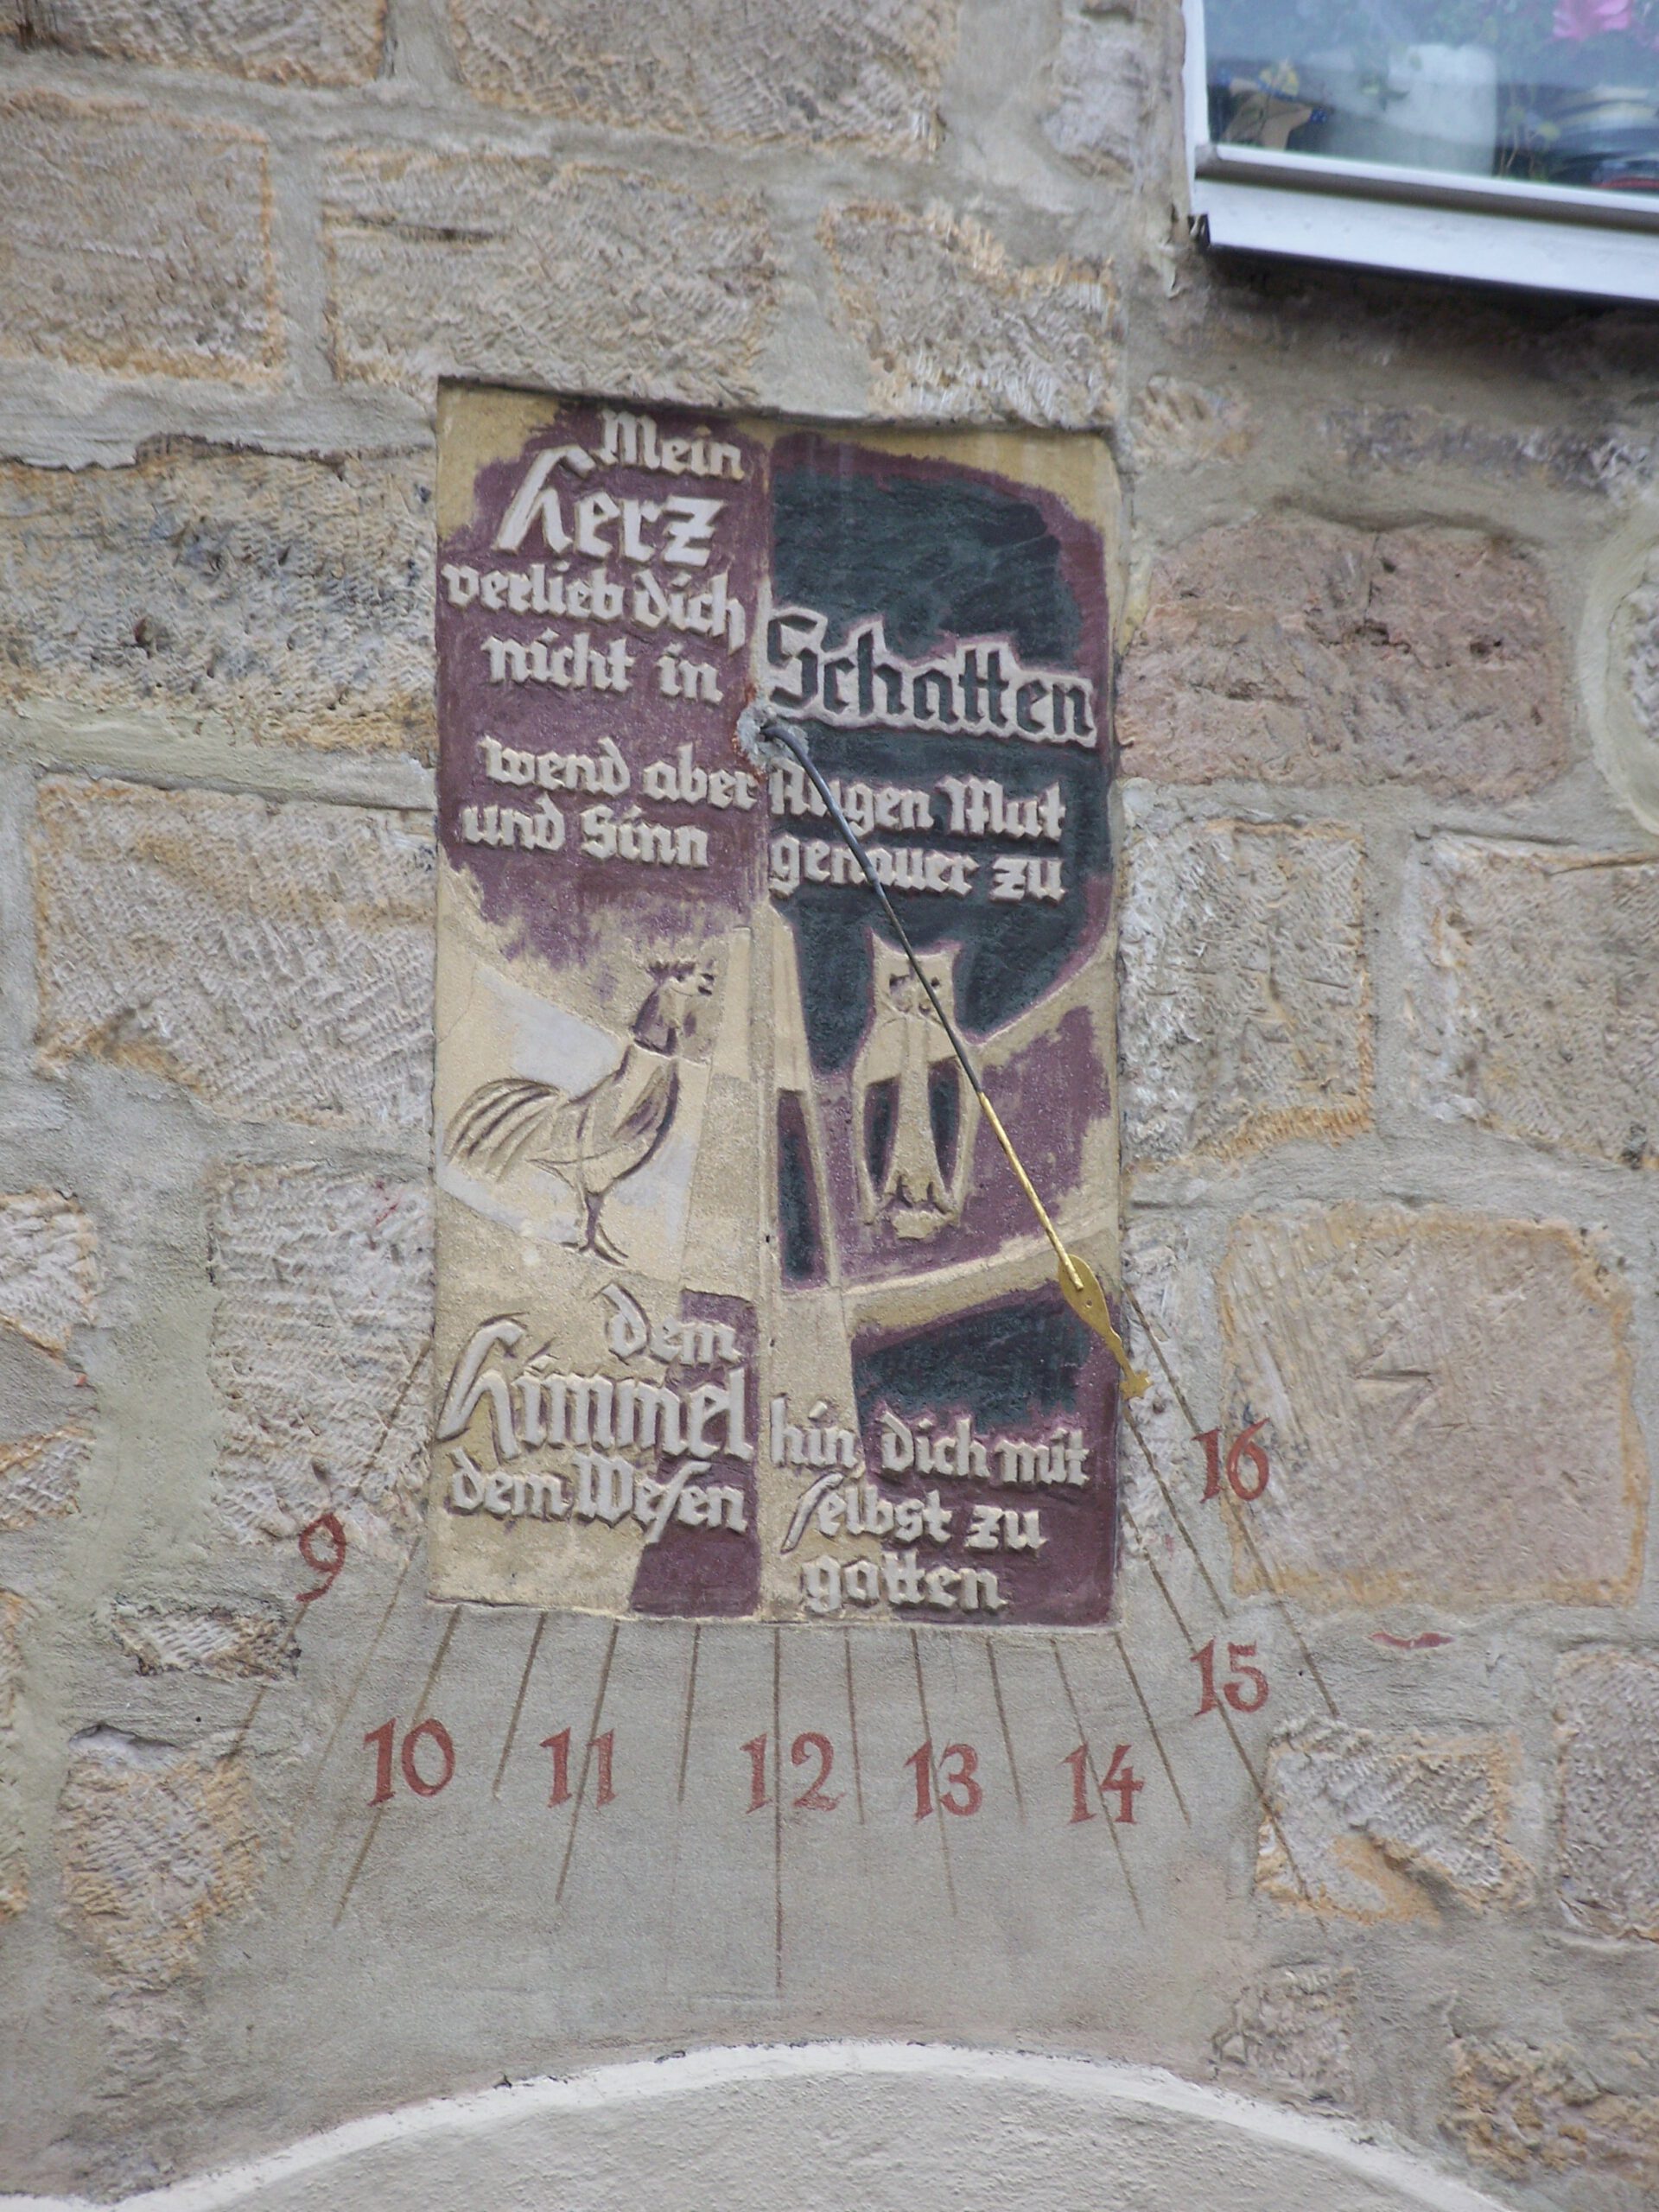 Mein
Herz
verlieb dich
nicht in Schatten
wend aber Augen Mut
und Sinn genauer zu
dem
Himmel hin dich mit
dem Wesen selbst zu
gatten
9
10
11
12
13
14
15
16